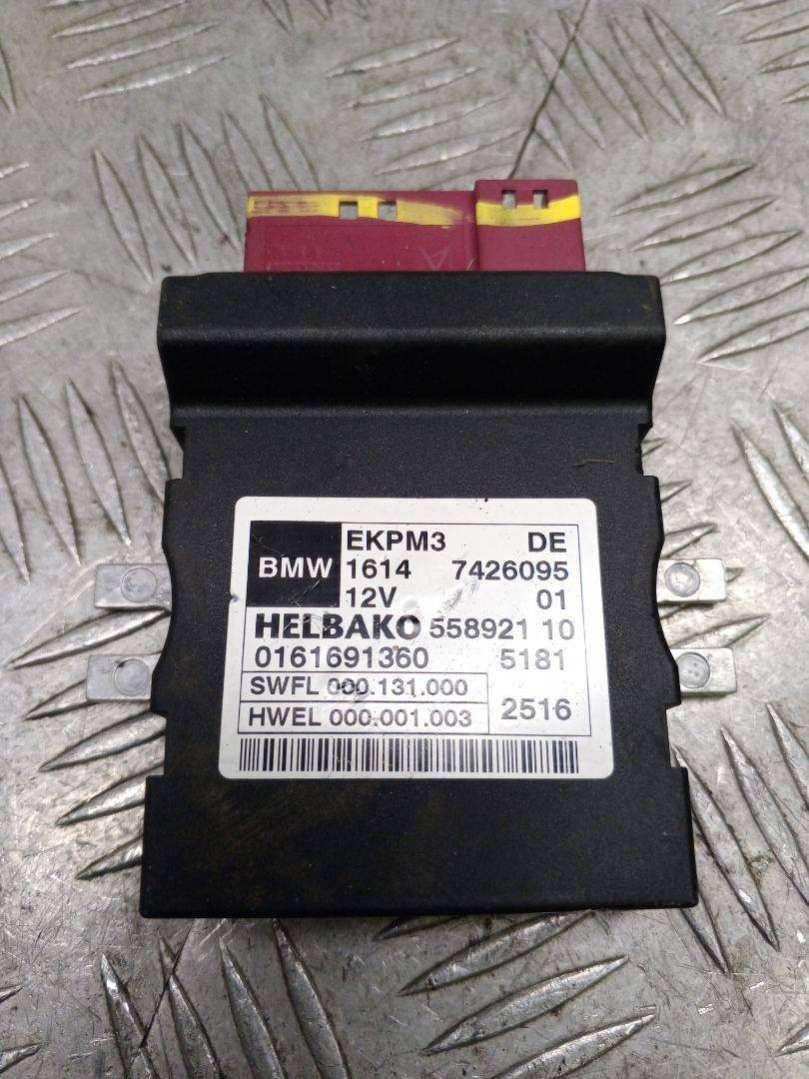 BMW
EKPM3 DE
1614 7426095
12V 01
HELBAKO 558921 10
0161691360 5181
SWFL 000.131.000
HWEL 000.001.003
2516